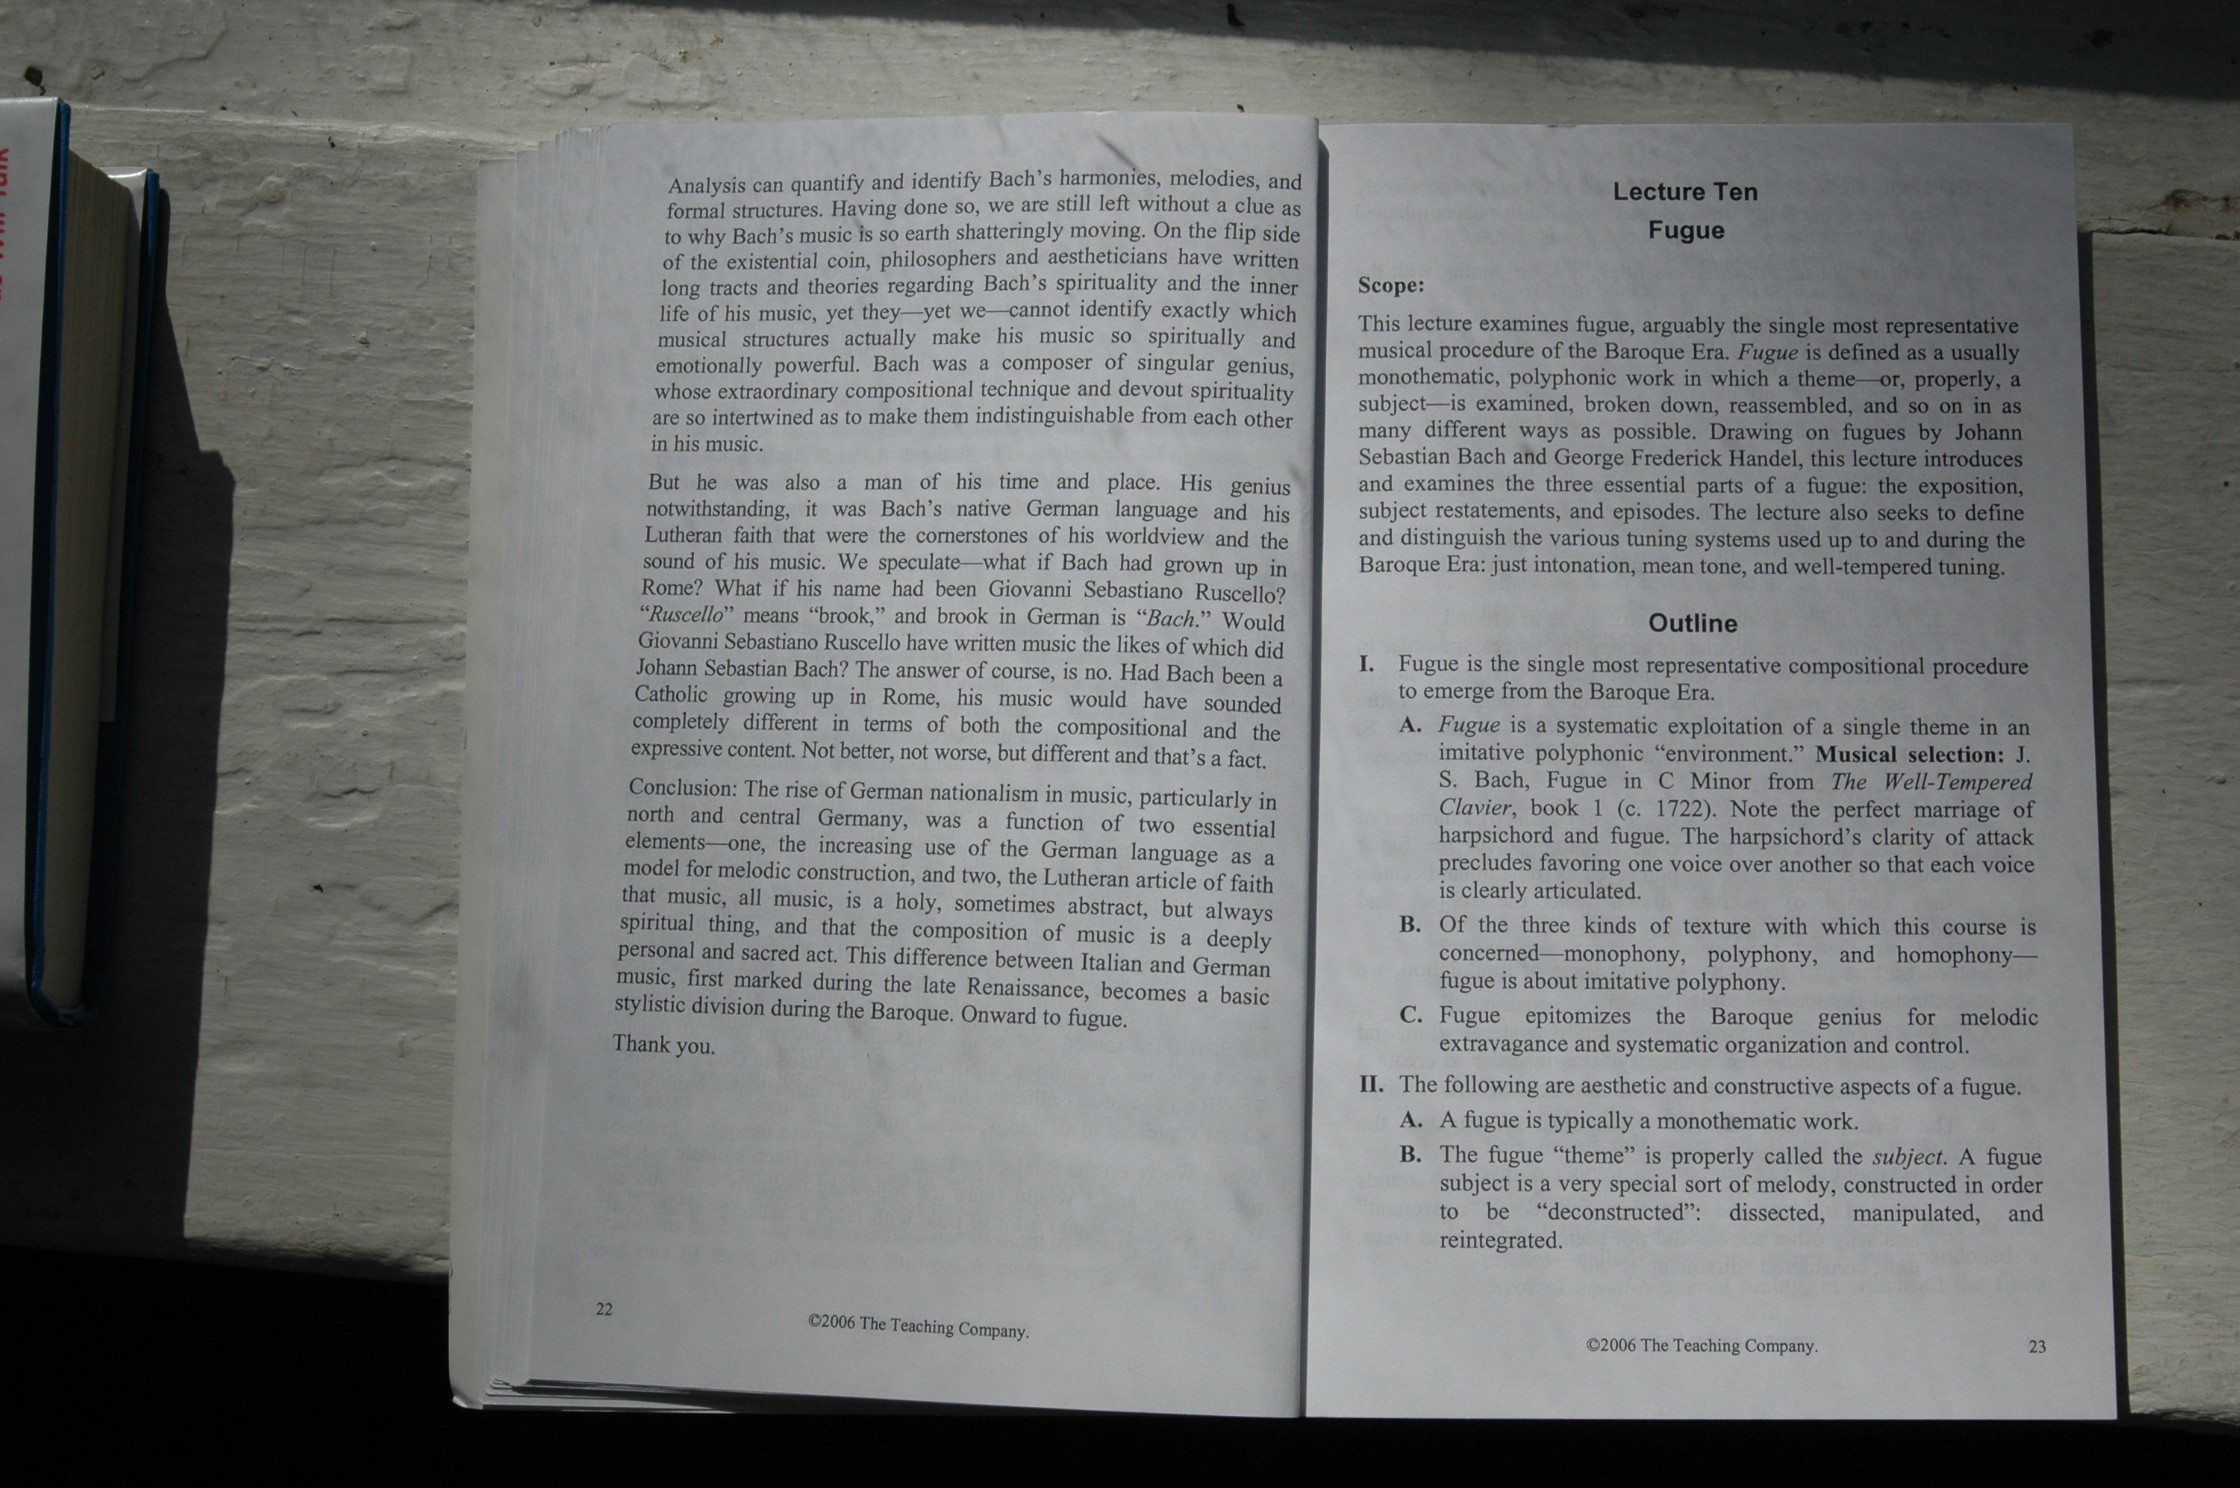 Analysis can quantify and identify Bach's harmonies, melodies, and
formal structures. Having done so, we are still left without a clue as
to why Bach's music is so earth shatteringly moving. On the flip side
of the existential coin, philosophers and aestheticians have written
long tracts and theories regarding Bach's spirituality and the inner
life of his music, yet they—yet we—cannot identify exactly which
musical structures actually make his music so spiritually and
emotionally powerful. Bach was a composer of singular genius,
whose extraordinary compositional technique and devout spirituality
are so intertwined as to make them indistinguishable from each other
in his music.
But he was also a man of his time and place. His genius
notwithstanding, it was Bach's native German language and his
Lutheran faith that were the cornerstones of his worldview and the
sound of his music. We speculate—what if Bach had grown up in
Rome? What if his name had been Giovanni Sebastiano Ruscello?
“Ruscello” means “brook,” and brook in German is “Bach.” Would
Giovanni Sebastiano Ruscello have written music the likes of which did
Johann Sebastian Bach? The answer of course, is no. Had Bach been a
Catholic growing up in Rome, his music would have sounded
completely different in terms of both the compositional and the
expressive content. Not better, not worse, but different and that's a fact.
Conclusion: The rise of German nationalism in music, particularly in
north and central Germany, was a function of two essential
elements—one, the increasing use of the German language as a
model for melodic construction, and two, the Lutheran article of faith
that music, all music, is a holy, sometimes abstract, but always
spiritual thing, and that the composition of music is a deeply
personal and sacred act. This difference between Italian and German
music, first marked during the late Renaissance, becomes a basic
stylistic division during the Baroque. Onward to fugue.
Thank you.
22
©2006 The Teaching Company.
Lecture Ten
Fugue
Scope:
This lecture examines fugue, arguably the single most representative
musical procedure of the Baroque Era. Fugue is defined as a usually
monothematic, polyphonic work in which a theme—or, properly, a
subject—is examined, broken down, reassembled, and so on in as
many different ways as possible. Drawing on fugues by Johann
Sebastian Bach and George Frederick Handel, this lecture introduces
and examines the three essential parts of a fugue: the exposition,
subject restatements, and episodes. The lecture also seeks to define
and distinguish the various tuning systems used up to and during the
Baroque Era: just intonation, mean tone, and well-tempered tuning.
Outline
I. Fugue is the single most representative compositional procedure
to emerge from the Baroque Era.
A. Fugue is a systematic exploitation of a single theme in an
imitative polyphonic “environment.” Musical selection: J.
S. Bach, Fugue in C Minor from The Well-Tempered
Clavier, book 1 (c. 1722). Note the perfect marriage of
harpsichord and fugue. The harpsichord's clarity of attack
precludes favoring one voice over another so that each voice
is clearly articulated.
B. Of the three kinds of texture with which this course is
concerned—monophony, polyphony, and homophony—
fugue is about imitative polyphony.
C. Fugue epitomizes the Baroque genius for melodic
extravagance and systematic organization and control.
II. The following are aesthetic and constructive aspects of a fugue.
A. A fugue is typically a monothematic work.
B. The fugue “theme” is properly called the subject. A fugue
subject is a very special sort of melody, constructed in order
to be “deconstructed”: dissected, manipulated, and
reintegrated.
©2006 The Teaching Company.
23